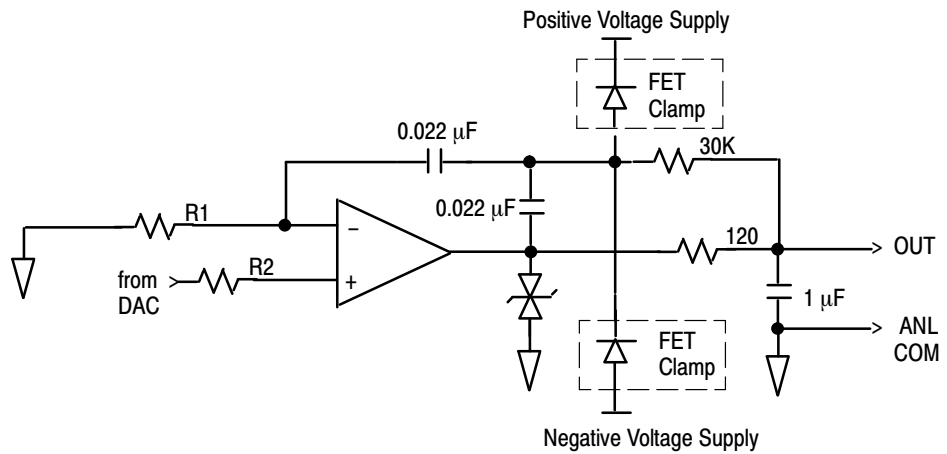 Positive Voltage Supply
FET
Clamp
0.022 μF
30K
0.022 μF
R1
–
120
OUT
from
DAC
R2
+
1 μF
ANL
COM
FET
Clamp
Negative Voltage Supply